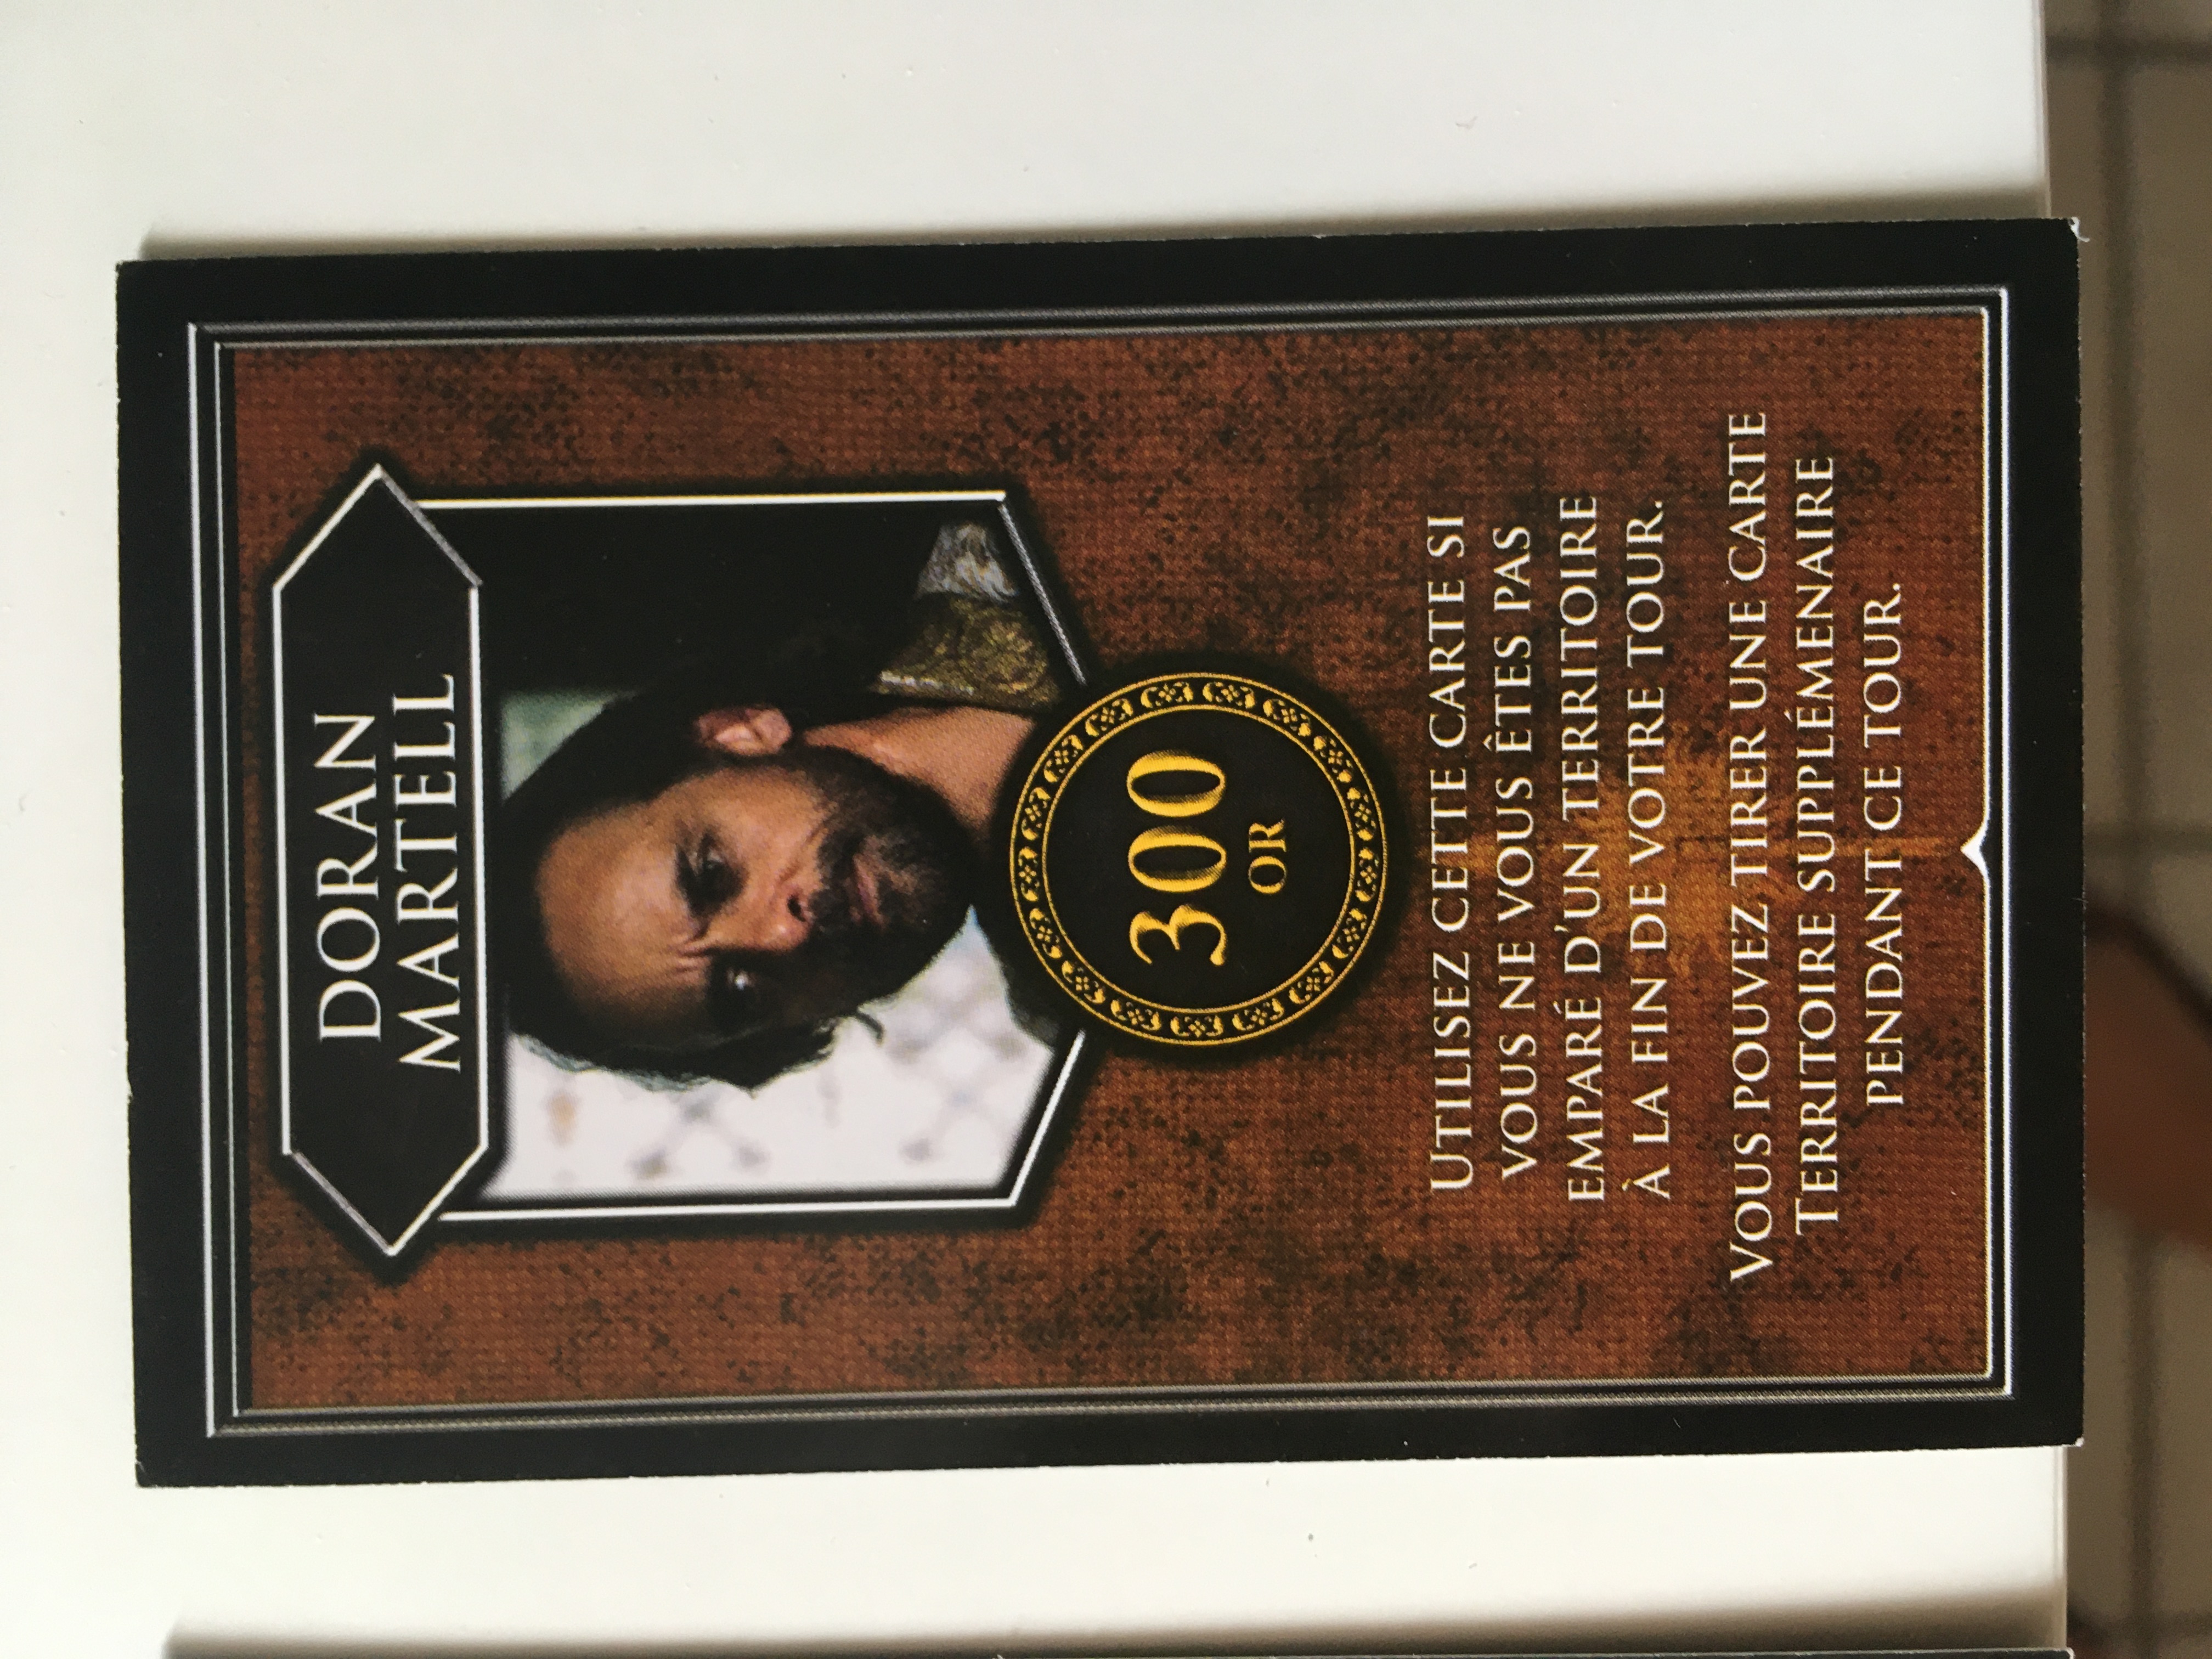 DORAN
MARTELL
300
OR
UTILISEZ CETTE CARTE SI
VOUS NE VOUS ÊTES PAS
EMPARÉ D'UN TERRITOIRE
À LA FIN DE VOTRE TOUR.
VOUS POUVEZ TIRER UNE CARTE
TERRITOIRE SUPPLÉMENAIRE
PENDANT CE TOUR.